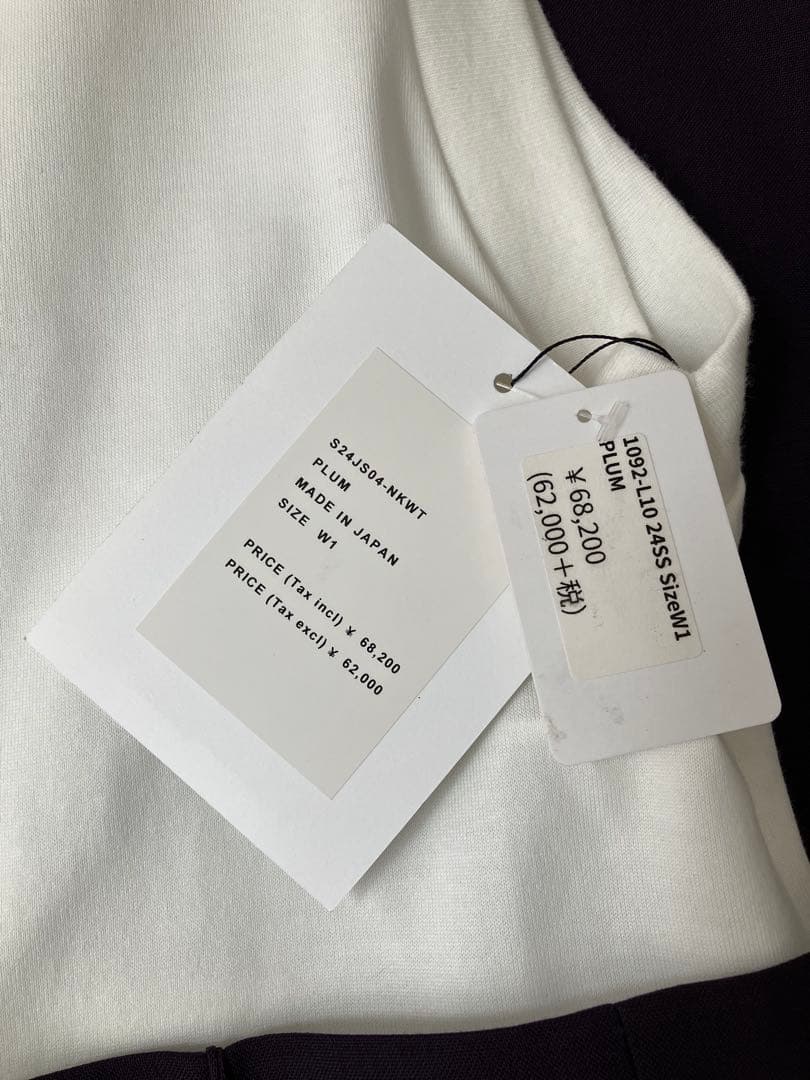 S24JS04-NKWT
PLUM
MADE IN JAPAN
SIZE W1
PRICE (Tax incl) ¥ 68,200
PRICE (Tax excl) ¥ 62,000
1092-L10 24SS SizeW1
PLUM
¥68,200
(62,000+税)